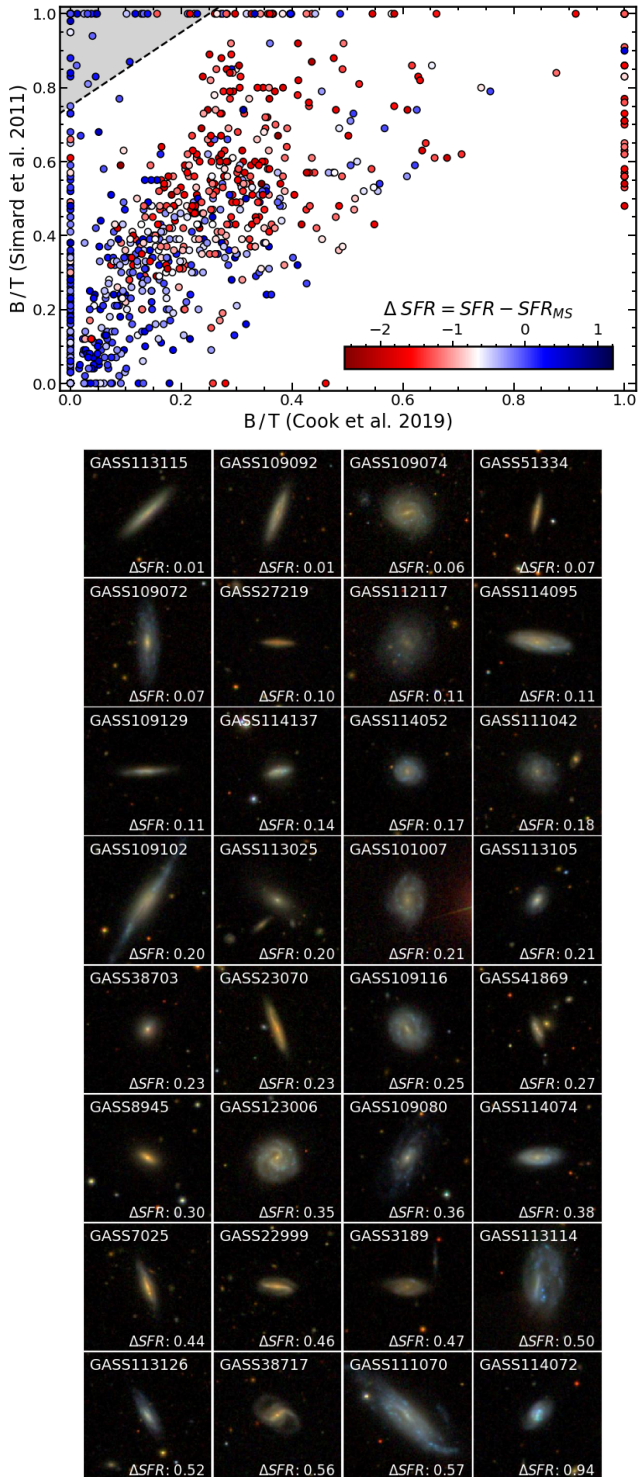 1.0
0.8
0.6
0.4
0.2
0.0
B/T (Simard et al. 2011)
Δ SFR = SFR − SFR_MS
−2 −1 0 1
0.0 0.2 0.4 0.6 0.8 1.0
B/T (Cook et al. 2019)
GASS113115 GASS109092 GASS109074 GASS51334
ΔSFR: 0.01 ΔSFR: 0.01 ΔSFR: 0.06 ΔSFR: 0.07
GASS109072 GASS27219 GASS112117 GASS114095
ΔSFR: 0.07 ΔSFR: 0.10 ΔSFR: 0.11 ΔSFR: 0.11
GASS109129 GASS114137 GASS114052 GASS111042
ΔSFR: 0.11 ΔSFR: 0.14 ΔSFR: 0.17 ΔSFR: 0.18
GASS109102 GASS113025 GASS101007 GASS113105
ΔSFR: 0.20 ΔSFR: 0.20 ΔSFR: 0.21 ΔSFR: 0.21
GASS38703 GASS23070 GASS109116 GASS41869
ΔSFR: 0.23 ΔSFR: 0.23 ΔSFR: 0.25 ΔSFR: 0.27
GASS8945 GASS123006 GASS109080 GASS114074
ΔSFR: 0.30 ΔSFR: 0.35 ΔSFR: 0.36 ΔSFR: 0.38
GASS7025 GASS22999 GASS3189 GASS113114
ΔSFR: 0.44 ΔSFR: 0.46 ΔSFR: 0.47 ΔSFR: 0.50
GASS113126 GASS38717 GASS111070 GASS114072
ΔSFR: 0.52 ΔSFR: 0.56 ΔSFR: 0.57 ΔSFR: 0.94